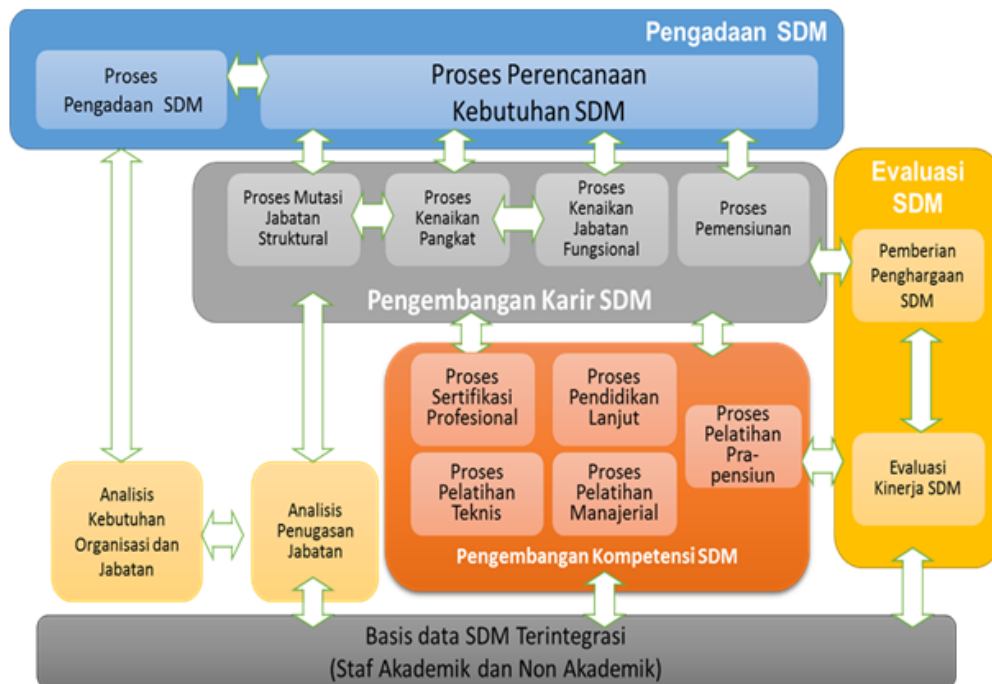 Pengadaan SDM
Proses
Pengadaan SDM
Proses Perencanaan
Kebutuhan SDM
Proses Mutasi
Jabatan
Struktural
Proses
Kenaikan
Pangkat
Proses
Kenaikan
Jabatan
Fungsional
Proses
Pemensiunan
Pengembangan Karir SDM
Evaluasi
SDM
Pemberian
Penghargaan
SDM
Evaluasi
Kinerja SDM
Proses
Sertifikasi
Profesional
Proses
Pendidikan
Lanjut
Proses
Pelatihan
Pra-
pensiun
Proses
Pelatihan
Teknis
Proses
Pelatihan
Manajerial
Pengembangan Kompetensi SDM
Analisis
Kebutuhan
Organisasi dan
Jabatan
Analisis
Penugasan
Jabatan
Basis data SDM Terintegrasi
(Staf Akademik dan Non Akademik)